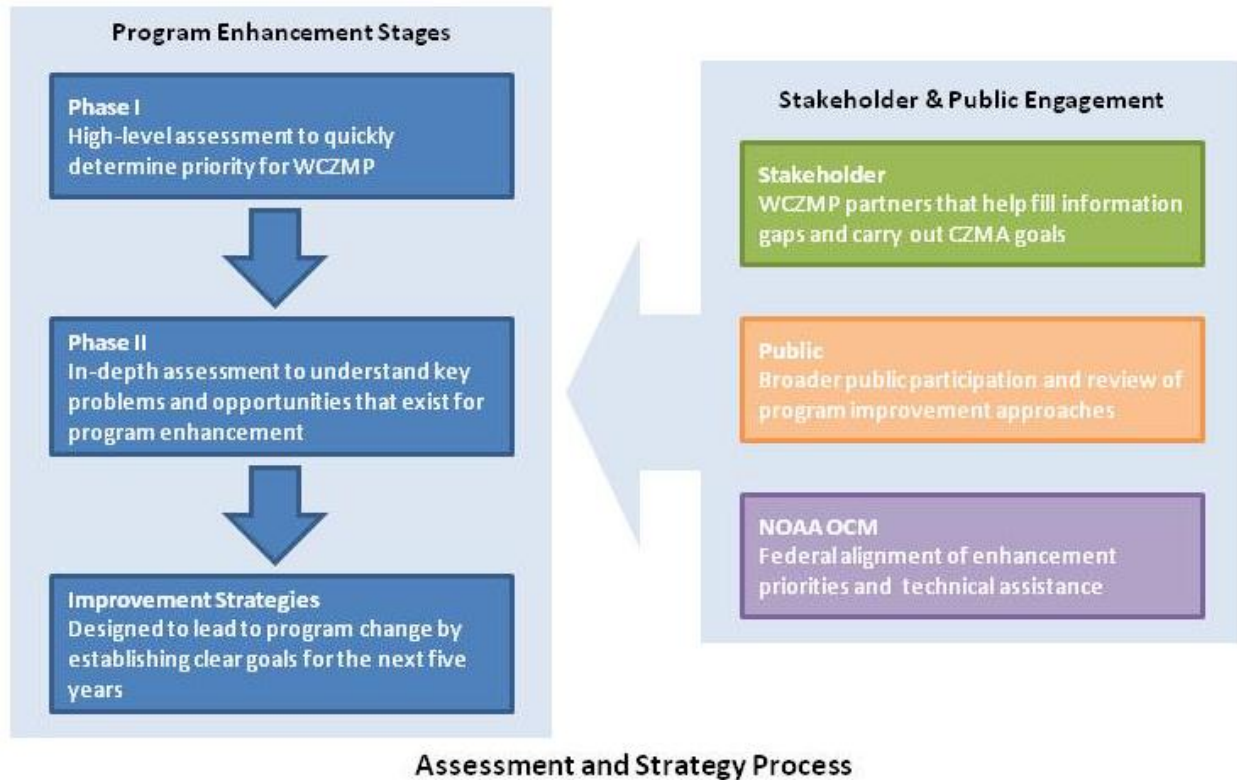 Program Enhancement Stages
Phase I
High-level assessment to quickly
determine priority for WCZMP
Phase II
In-depth assessment to understand key
problems and opportunities that exist for
program enhancement
Improvement Strategies
Designed to lead to program change by
establishing clear goals for the next five
years
Stakeholder & Public Engagement
Stakeholder
WCZMP partners that help fill information
gaps and carry out CZMA goals
Public
Broader public participation and review of
program improvement approaches
NOAA OCM
Federal alignment of enhancement
priorities and technical assistance
Assessment and Strategy Process